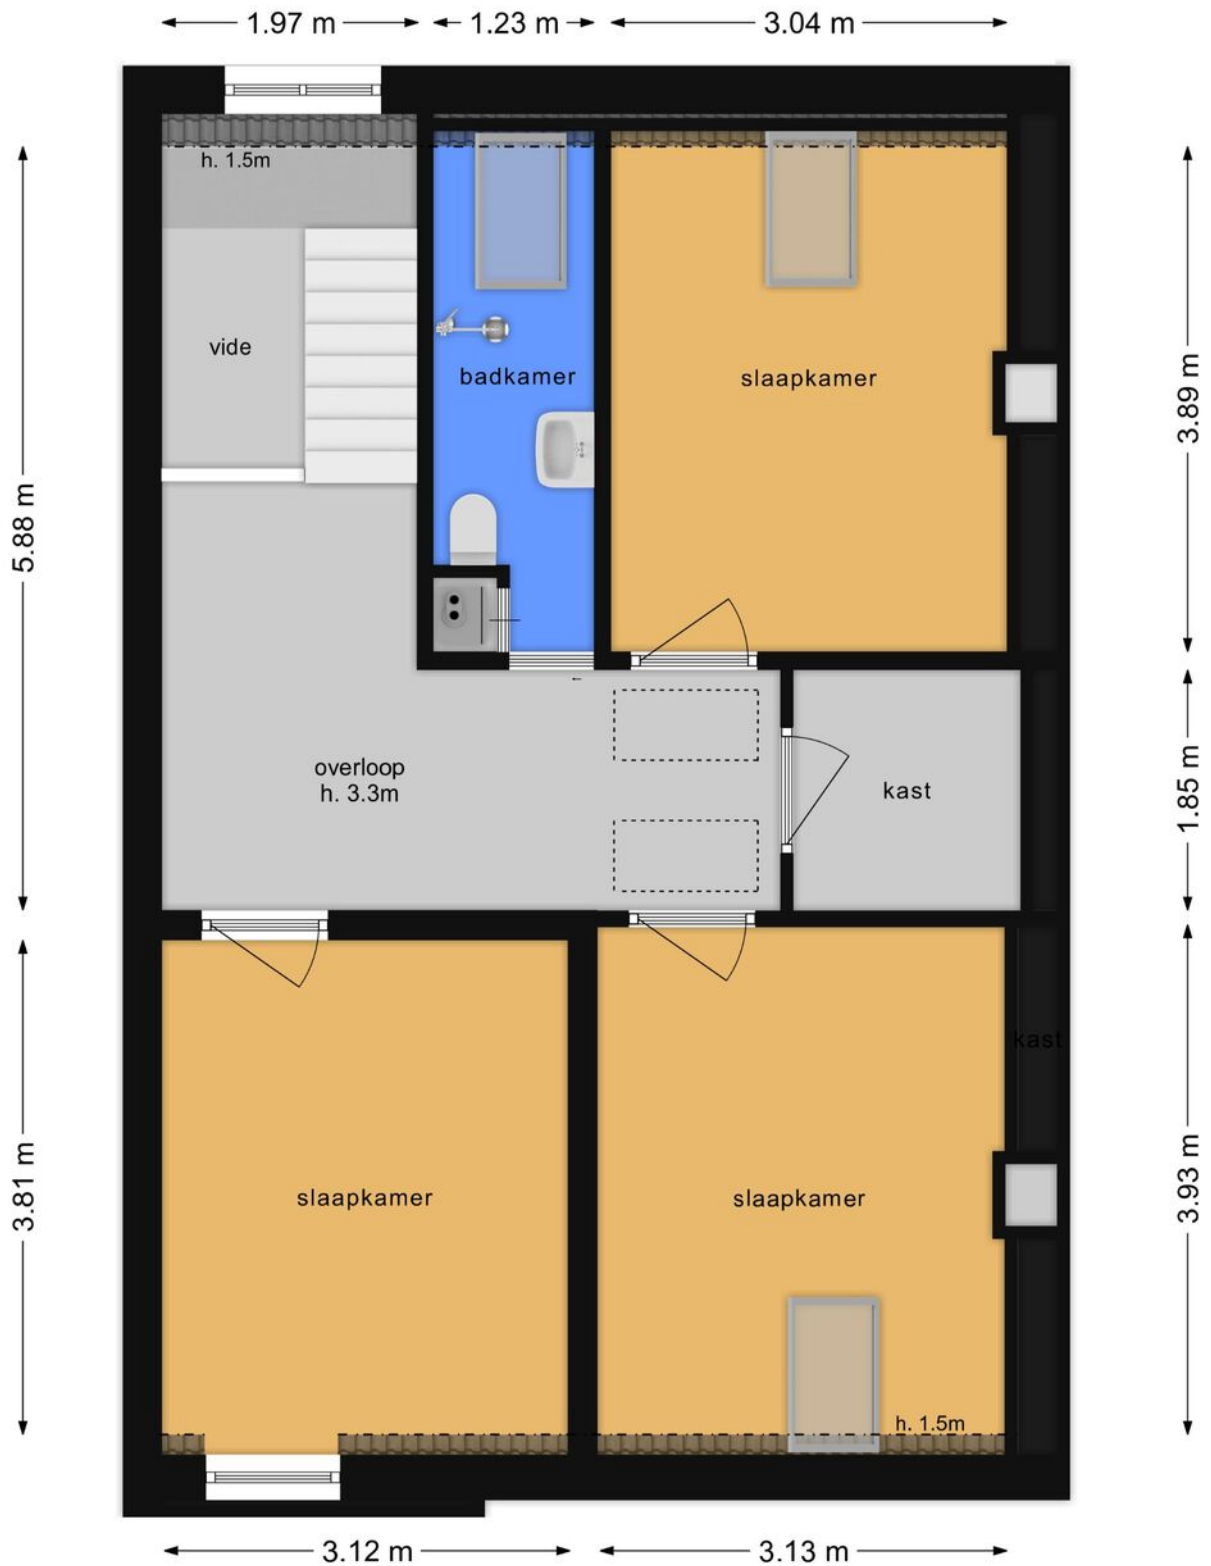 1.97 m
1.23 m
3.04 m
h. 1.5m
vide
badkamer
slaapkamer
3.89 m
5.88 m
overloop
h. 3.3m
kast
1.85 m
kast
slaapkamer
slaapkamer
3.81 m
3.93 m
h. 1.5m
3.12 m
3.13 m